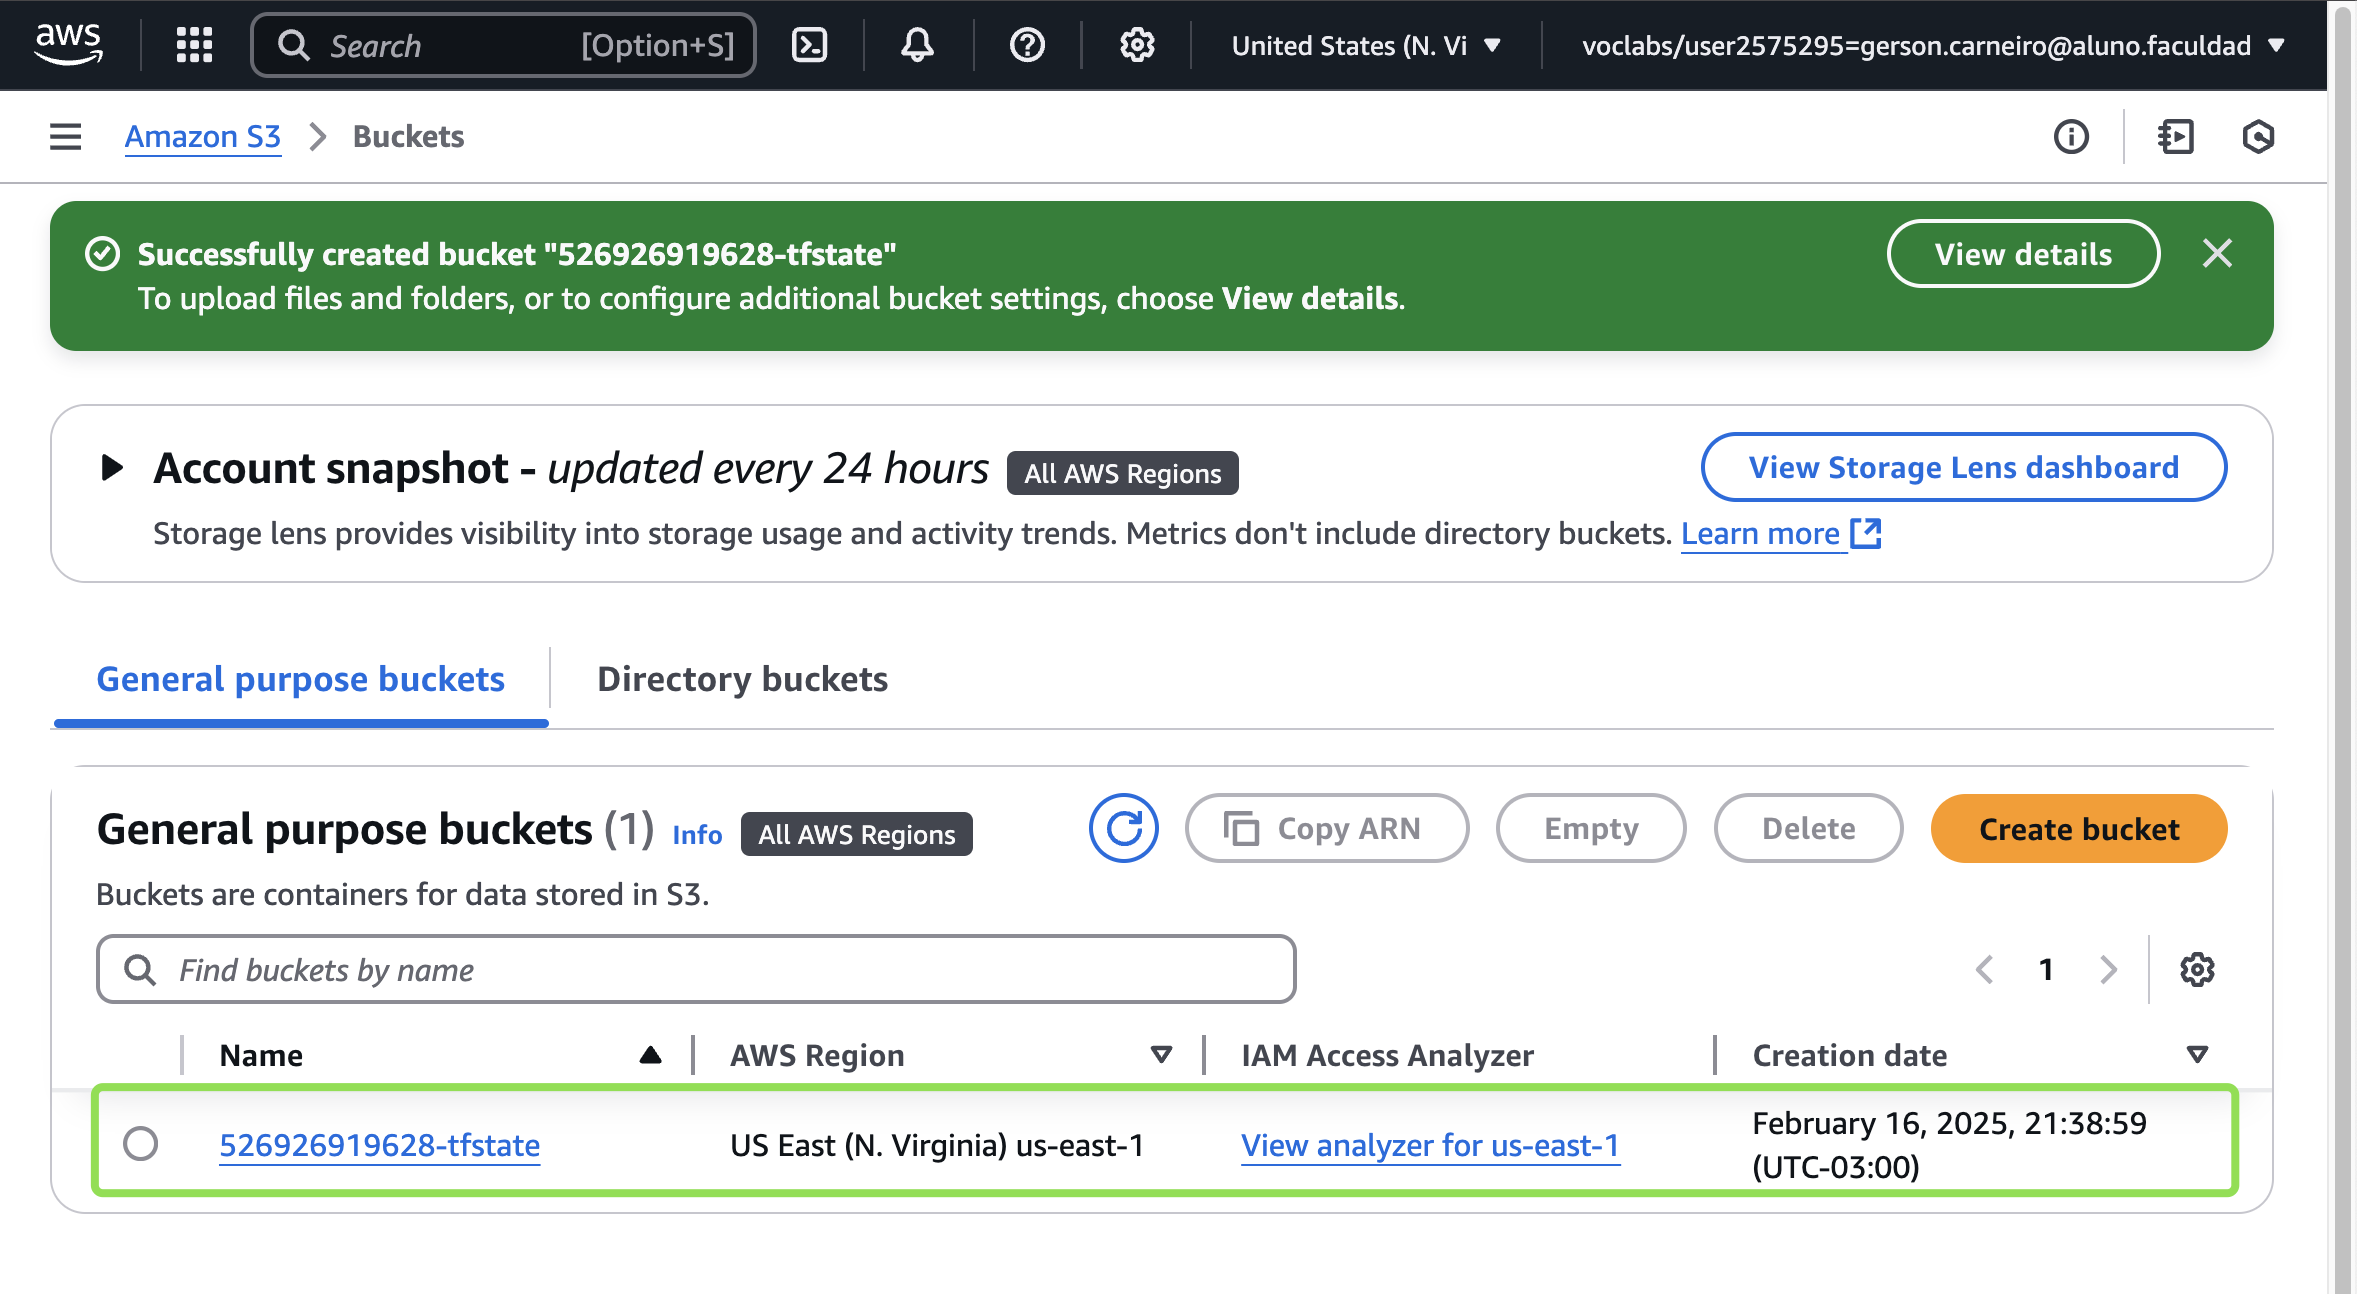 aws
Search [Option+S]
United States (N. Vi
voclabs/user2575295=gerson.carneiro@aluno.faculdad
Amazon S3 > Buckets
Successfully created bucket "526926919628-tfstate"
To upload files and folders, or to configure additional bucket settings, choose View details.
View details
Account snapshot - updated every 24 hours All AWS Regions
View Storage Lens dashboard
Storage lens provides visibility into storage usage and activity trends. Metrics don't include directory buckets. Learn more
General purpose buckets
Directory buckets
General purpose buckets (1) Info All AWS Regions
Copy ARN
Empty
Delete
Create bucket
Buckets are containers for data stored in S3.
Find buckets by name
1
Name AWS Region IAM Access Analyzer Creation date
526926919628-tfstate US East (N. Virginia) us-east-1 View analyzer for us-east-1 February 16, 2025, 21:38:59
(UTC-03:00)